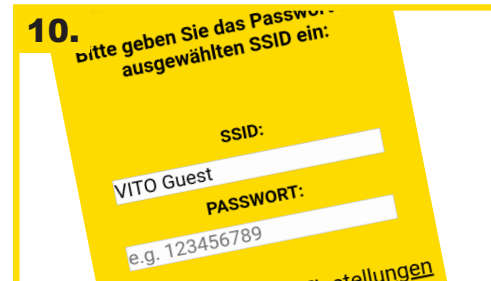 10.
Bitte geben Sie das Passwort
ausgewählten SSID ein:
SSID:
VITO Guest
PASSWORT:
e.g. 123456789